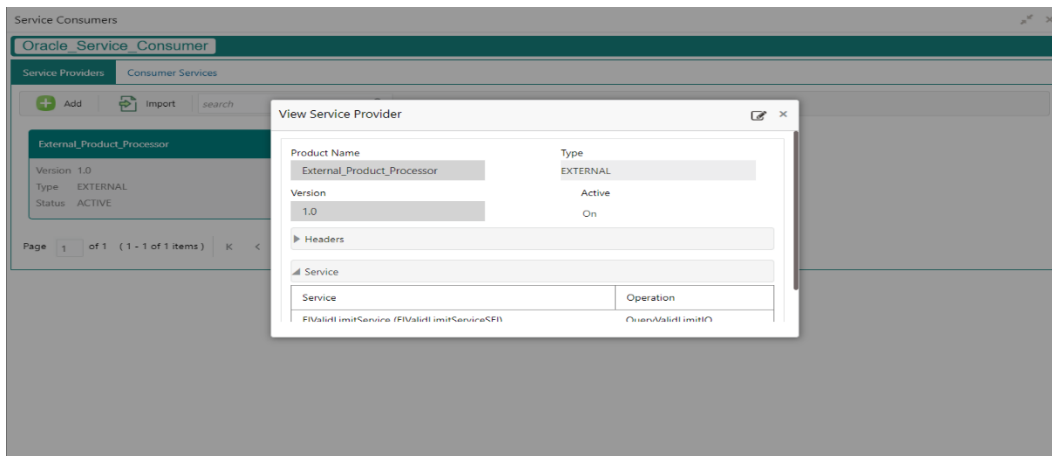 Service Consumers
Oracle_Service_Consumer
Service Providers Consumer Services
Add Import search
External_Product_Processor
Version 1.0
Type EXTERNAL
Status ACTIVE
Page 1 of 1 (1 - 1 of 1 items)
View Service Provider
Product Name Type
External_Product_Processor EXTERNAL
Version Active
1.0 On
Headers
Service
Service Operation
QueryValidLimitIO